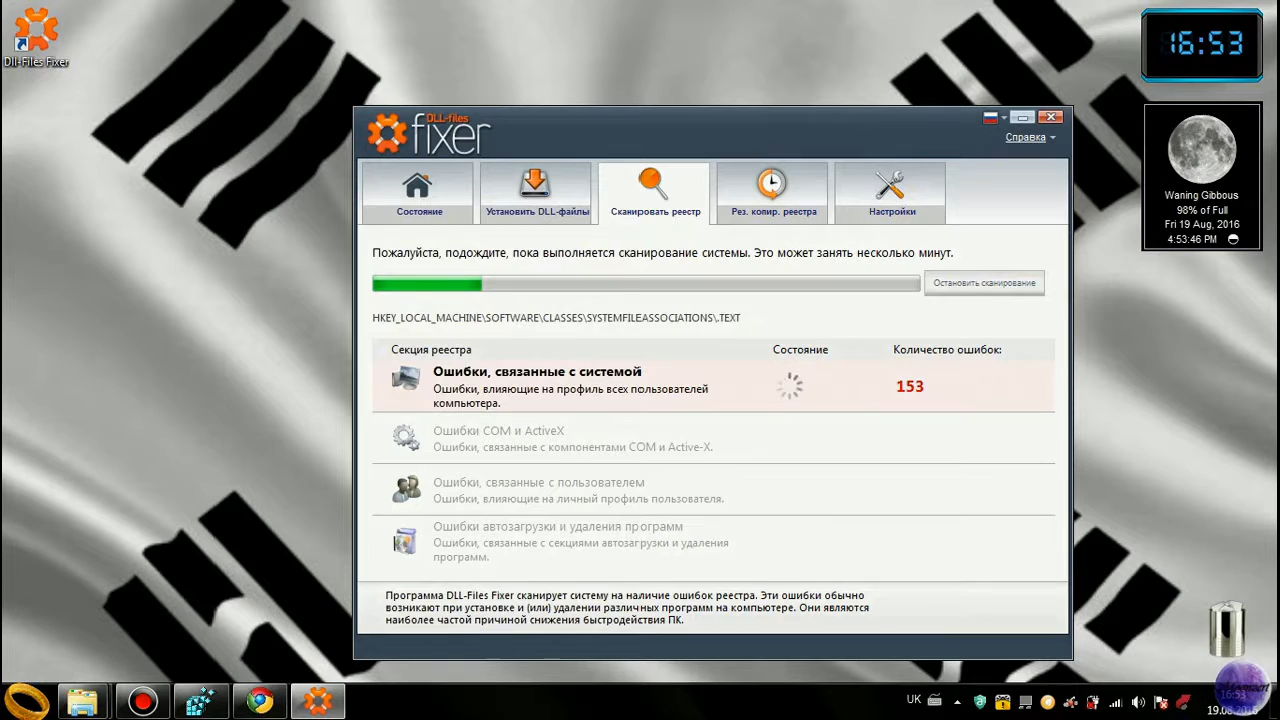 Dll-Files Fixer
16:53
DLL-files
fixer
Справка
Состояние
Установить DLL-файлы
Сканировать реестр
Рез. копир. реестра
Настройки
Waning Gibbous
98% of Full
Fri 19 Aug, 2016
4:53:46 PM
Пожалуйста, подождите, пока выполняется сканирование системы. Это может занять несколько минут.
Остановить сканирование
HKEY_LOCAL_MACHINE\SOFTWARE\CLASSES\SYSTEMFILEASSOCIATIONS\.TEXT
Секция реестра
Состояние
Количество ошибок:
Ошибки, связанные с системой
Ошибки, влияющие на профиль всех пользователей
компьютера.
153
Ошибки COM и ActiveX
Ошибки, связанные с компонентами COM и Active-X.
Ошибки, связанные с пользователем
Ошибки, влияющие на личный профиль пользователя.
Ошибки автозагрузки и удаления программ
Ошибки, связанные с секциями автозагрузки и удаления
программ.
Программа DLL-Files Fixer сканирует систему на наличие ошибок реестра. Эти ошибки обычно
возникают при установке и (или) удалении различных программ на компьютере. Они являются
наиболее частой причиной снижения быстродействия ПК.
UK
16:53
19.08.2016